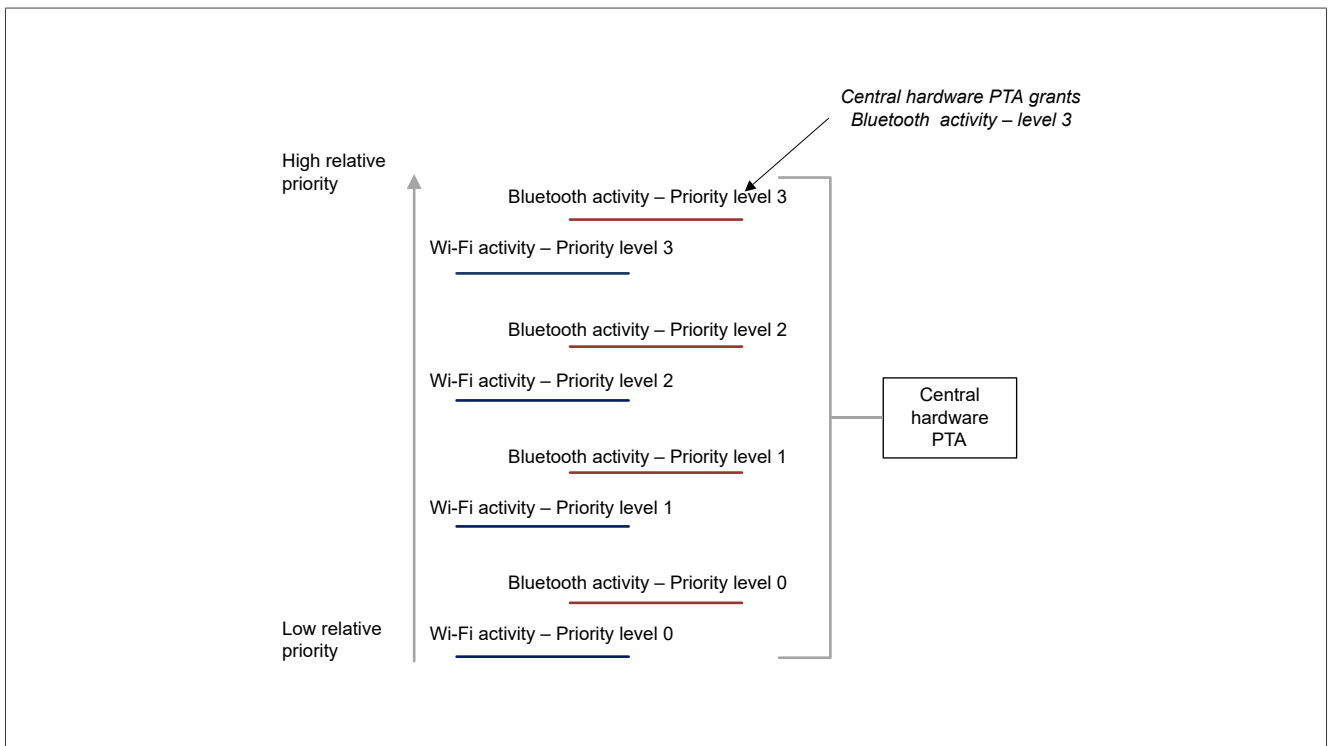 Central hardware PTA grants
Bluetooth activity – level 3
High relative
priority
Bluetooth activity – Priority level 3
Wi-Fi activity – Priority level 3
Bluetooth activity – Priority level 2
Wi-Fi activity – Priority level 2
Central
hardware
PTA
Bluetooth activity – Priority level 1
Wi-Fi activity – Priority level 1
Bluetooth activity – Priority level 0
Low relative
priority
Wi-Fi activity – Priority level 0